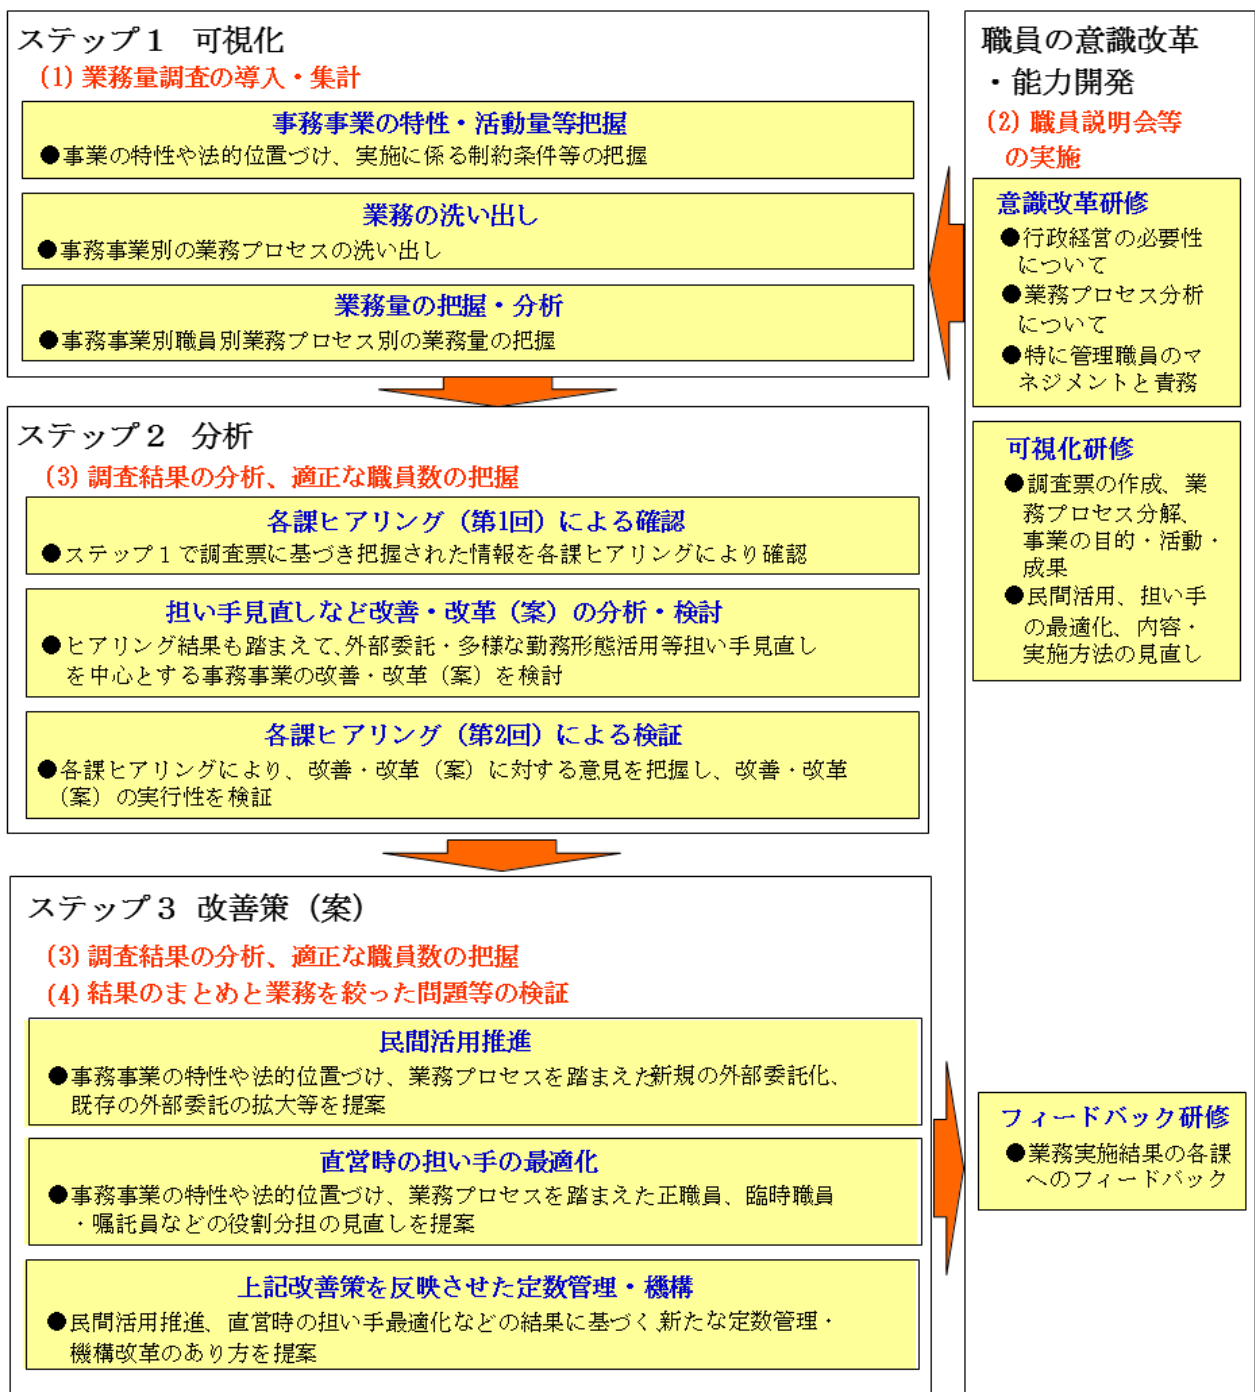 ステップ１ 可視化
(1) 業務量調査の導入・集計
事務事業の特性・活動量等把握
●事業の特性や法的位置づけ、実施に係る制約条件等の把握
業務の洗い出し
●事務事業別の業務プロセスの洗い出し
業務量の把握・分析
●事務事業別職員別業務プロセス別の業務量の把握
ステップ２ 分析
(3) 調査結果の分析、適正な職員数の把握
各課ヒアリング（第1回）による確認
●ステップ１で調査票に基づき把握された情報を各課ヒアリングにより確認
担い手見直しなど改善・改革（案）の分析・検討
●ヒアリング結果も踏まえて、外部委託・多様な勤務形態活用等担い手見直し
を中心とする事務事業の改善・改革（案）を検討
各課ヒアリング（第2回）による検証
●各課ヒアリングにより、改善・改革（案）に対する意見を把握し、改善・改革
（案）の実行性を検証
ステップ３ 改善策（案）
(3) 調査結果の分析、適正な職員数の把握
(4) 結果のまとめと業務を絞った問題等の検証
民間活用推進
●事務事業の特性や法的位置づけ、業務プロセスを踏まえた新規の外部委託化、
既存の外部委託の拡大等を提案
直営時の担い手の最適化
●事務事業の特性や法的位置づけ、業務プロセスを踏まえた正職員、臨時職員
・嘱託員などの役割分担の見直しを提案
上記改善策を反映させた定数管理・機構
●民間活用推進、直営時の担い手最適化などの結果に基づく、新たな定数管理・
機構改革のあり方を提案
職員の意識改革
・能力開発
(2) 職員説明会等
の実施
意識改革研修
●行政経営の必要性
について
●業務プロセス分析
について
●特に管理職員のマ
ネジメントと責務
可視化研修
●調査票の作成、業
務プロセス分解、
事業の目的・活動・
成果
●民間活用、担い手
の最適化、内容・
実施方法の見直し
フィードバック研修
●業務実施結果の各課
へのフィードバック